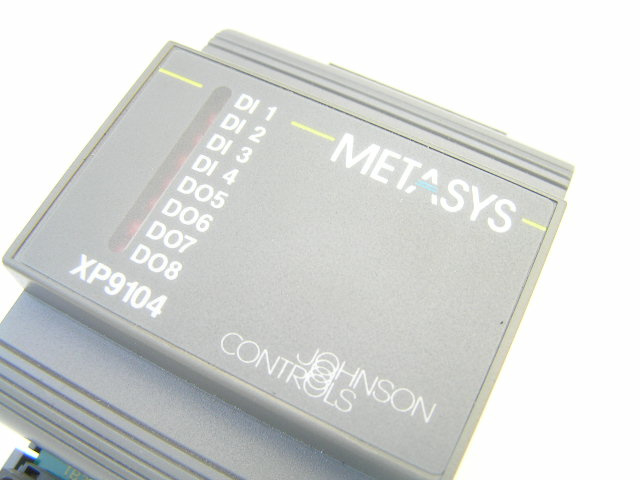 DI 1
DI 2
DI 3
DI 4
DO5
DO6
DO7
DO8
XP9104
METASYS
JOHNSON
CONTROLS